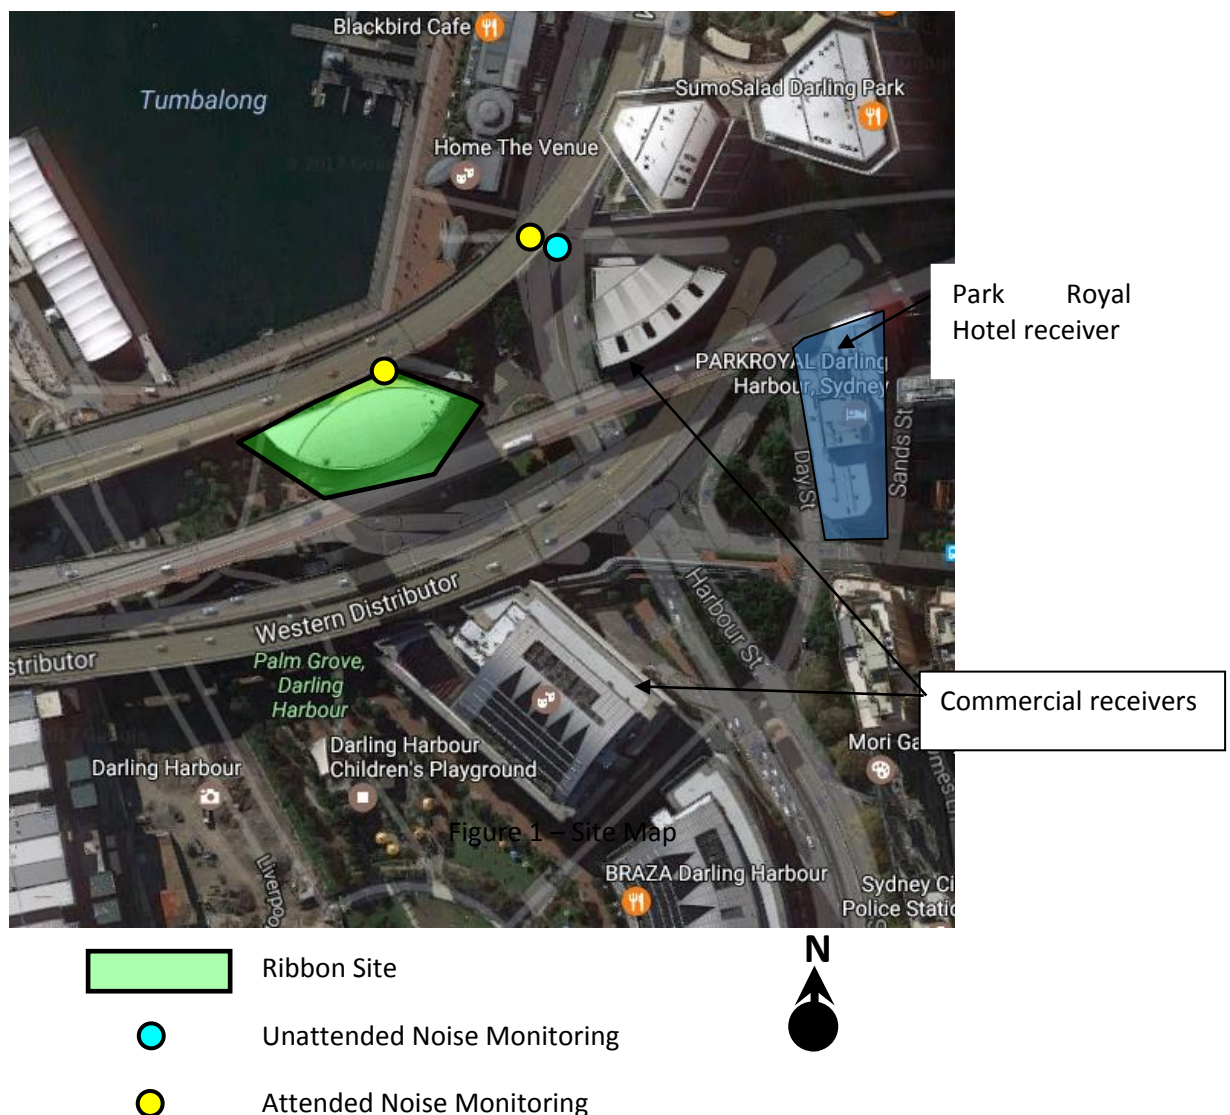 Blackbird Cafe
Tumbalong
SumoSalad Darling Park
Home The Venue
Park Royal
Hotel receiver
PARKROYAL Darling
Harbour, Sydney
Day St
Sands St
Harbour St
Western Distributor
stributor
Palm Grove,
Darling
Harbour
Commercial receivers
Darling Harbour
Children's Playground
Darling Harbour
Mori Ga
Figure 1 – Site Map
Liverpoo
BRAZA Darling Harbour
Sydney Ci
Police Static
N
Ribbon Site
Unattended Noise Monitoring
Attended Noise Monitoring